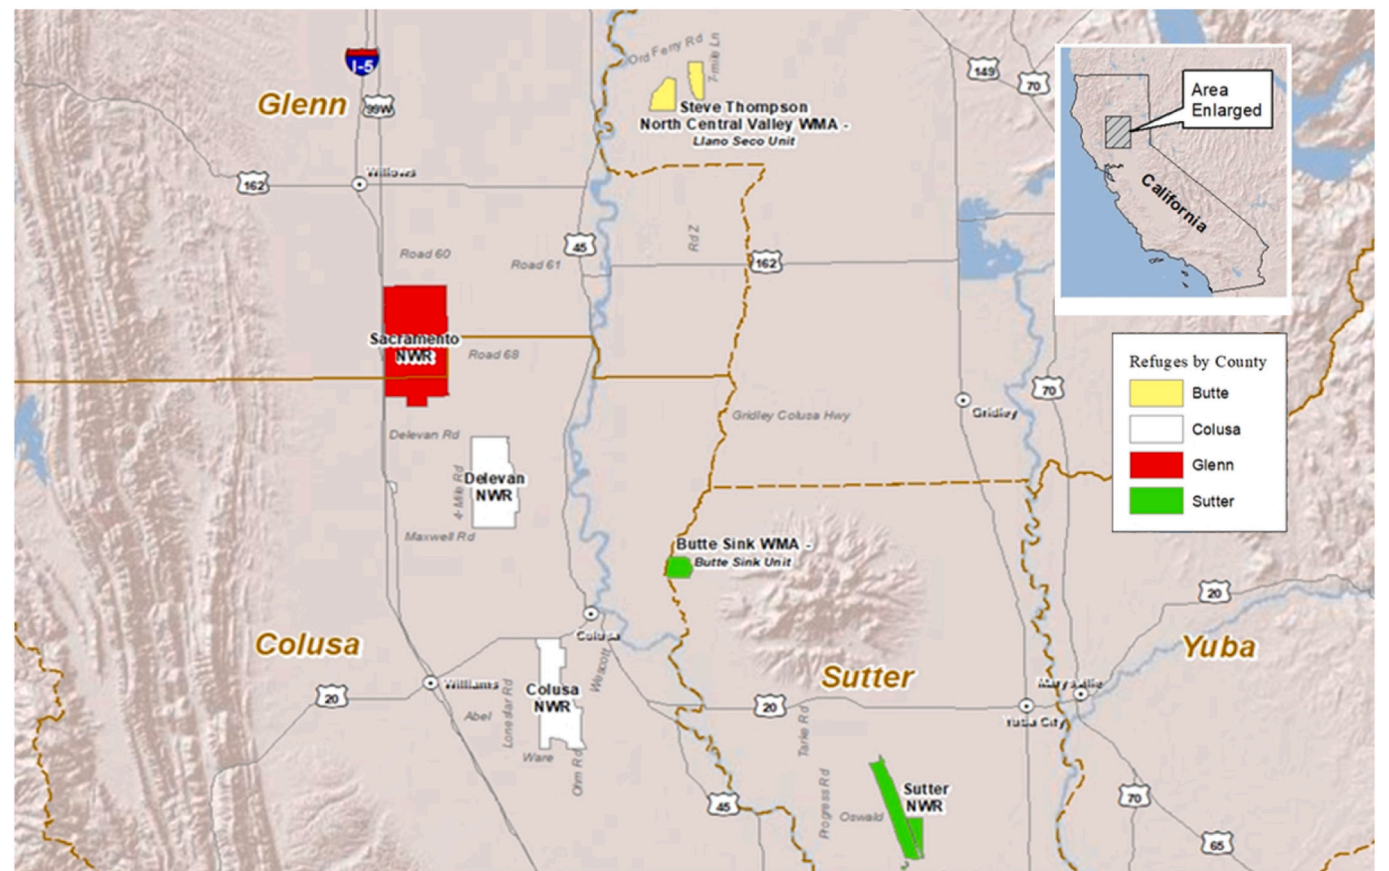 Ord Ferry Rd
7-mile Ln
I-5
149
70
Glenn
99W
Steve Thompson
North Central Valley WMA -
Llano Seco Unit
Area
Enlarged
California
Willows
162
Rd Z
45
Road 60
Road 61
162
Sacramento
NWR
Road 68
Refuges by County
Butte
Colusa
Glenn
Sutter
70
Gridley
Gridley Colusa Hwy
Delevan Rd
Delevan
NWR
4-Mile Rd
Maxwell Rd
Butte Sink WMA -
Butte Sink Unit
20
Colusa
Colusa
Yuba
Wescott
Sutter
Williams
Marysville
20
Colusa
NWR
Lonestar Rd
Abel
20
Yuba City
Tarke Rd
Ware
Ohm Rd
45
Progress Rd
Oswald
Sutter
NWR
70
65